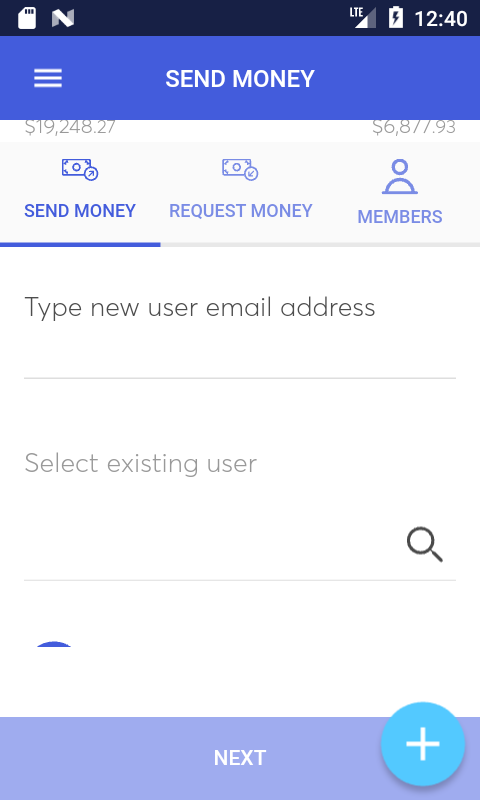 LTE 12:40
SEND MONEY
$19,248.27 $6,877.93
SEND MONEY REQUEST MONEY MEMBERS
Type new user email address
Select existing user
NEXT